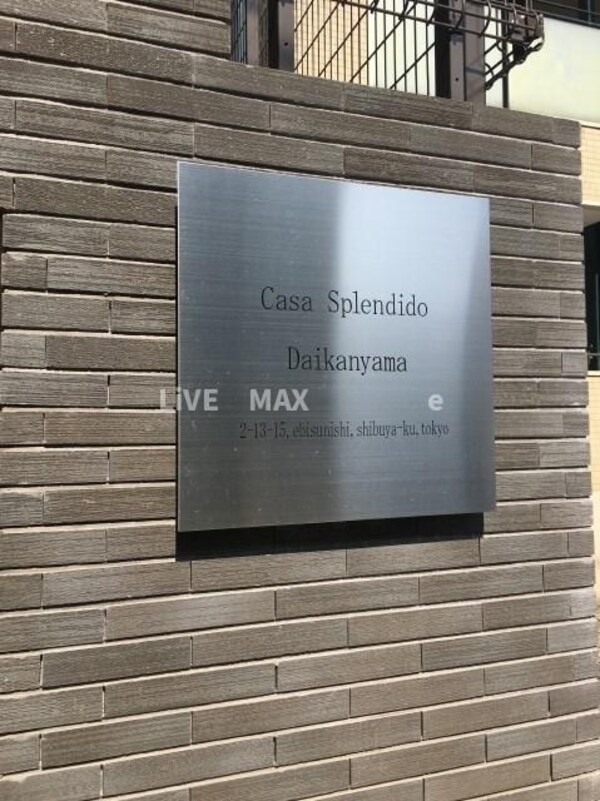 Casa Splendido
Daikanyama
LiVE MAX e
2-13-15, ebisunishi, shibuya-ku, tokyo